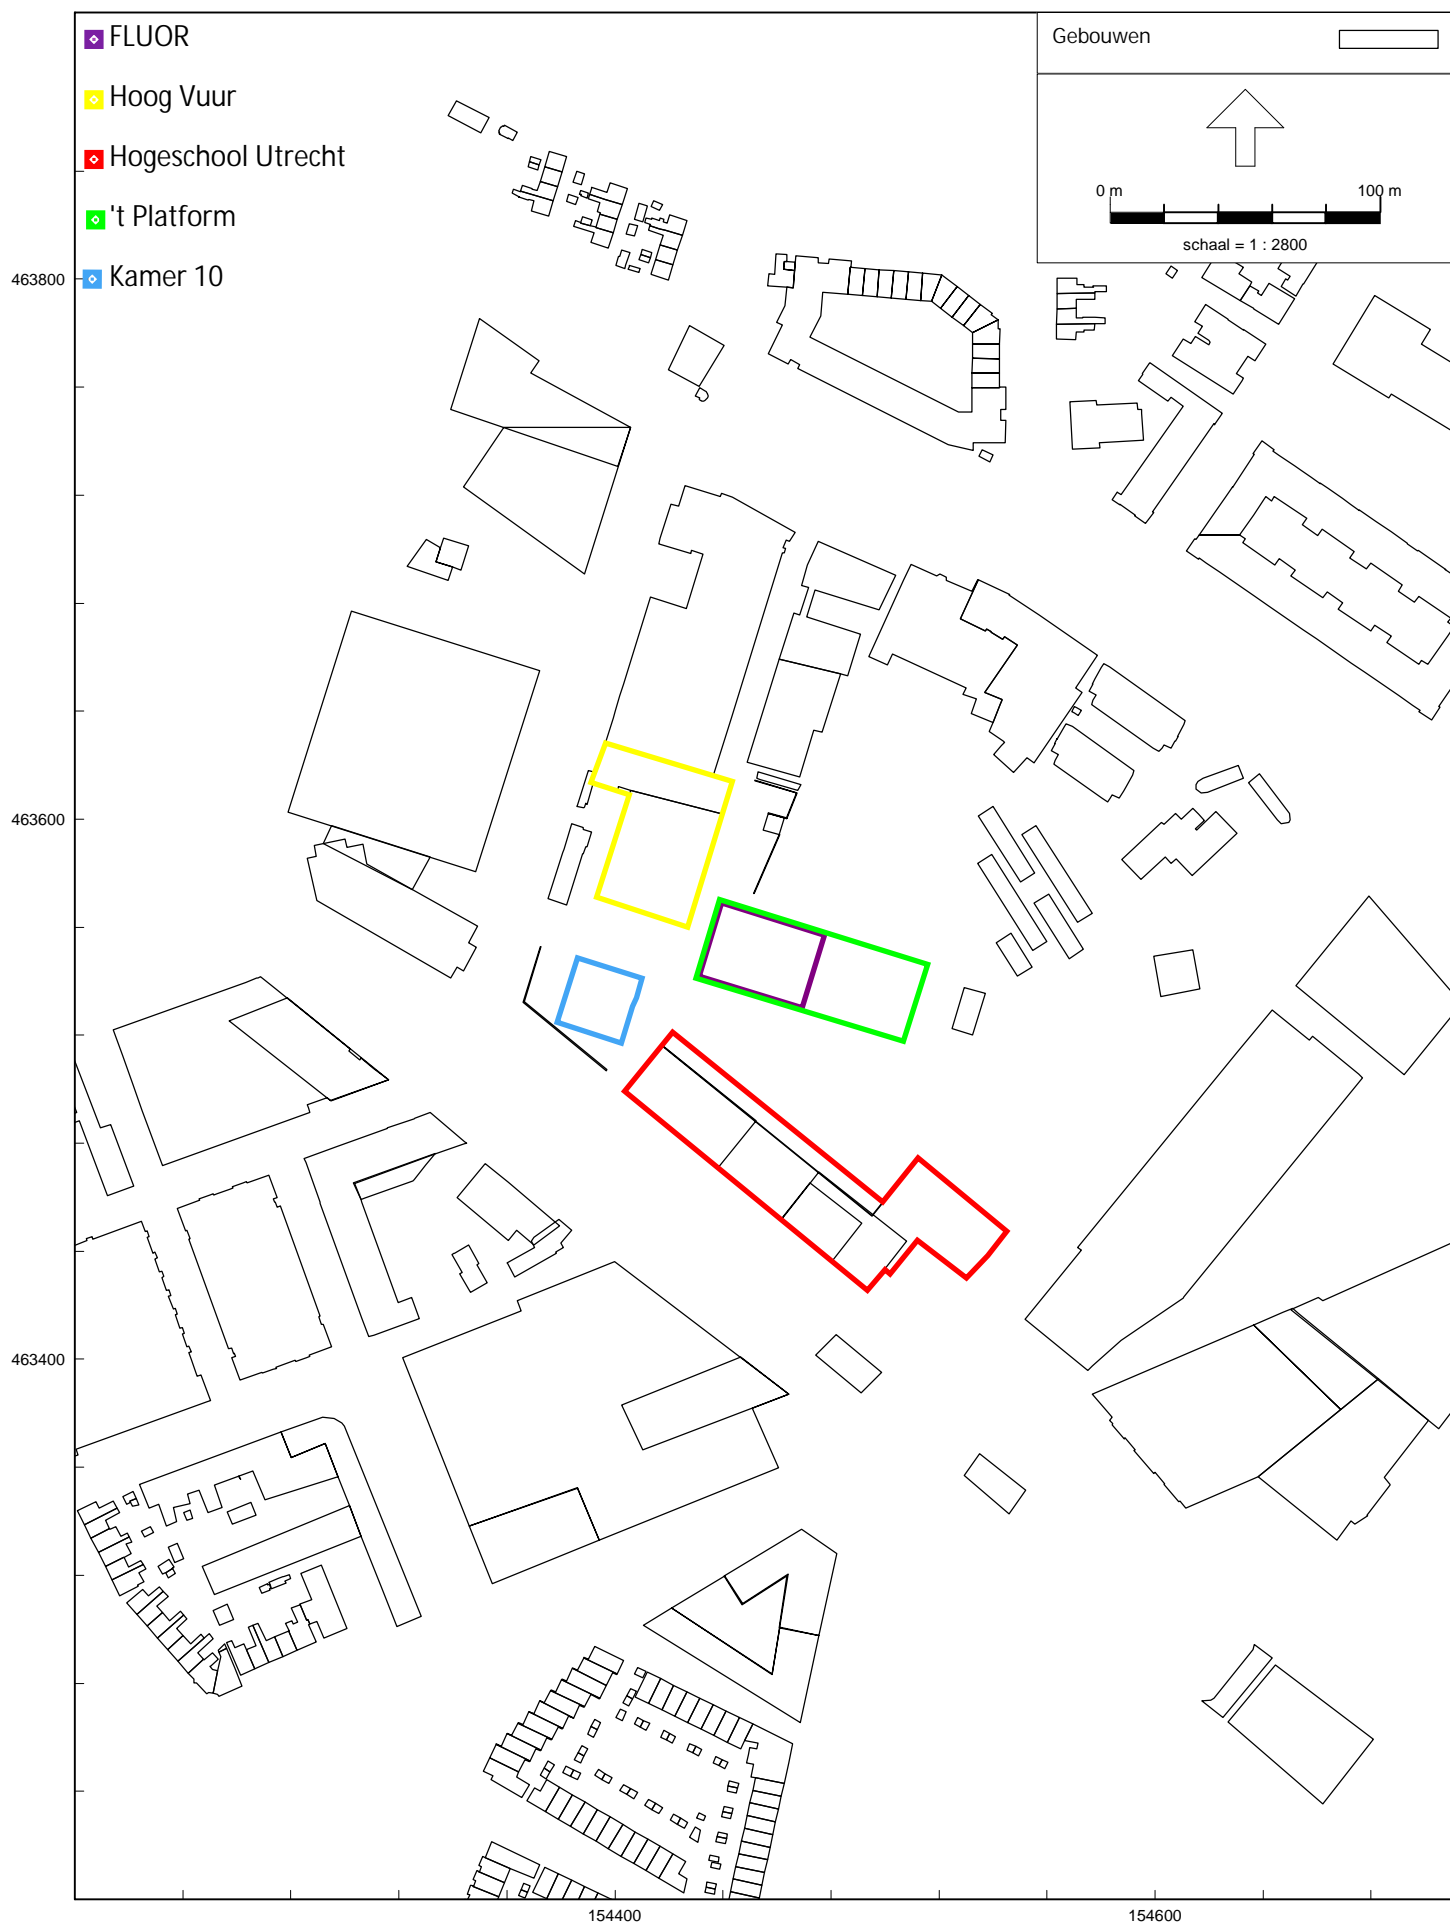 FLUOR
Hoog Vuur
Hogeschool Utrecht
't Platform
Kamer 10
Gebouwen
0 m 100 m
schaal = 1 : 2800
463800
463600
463400
154400 154600